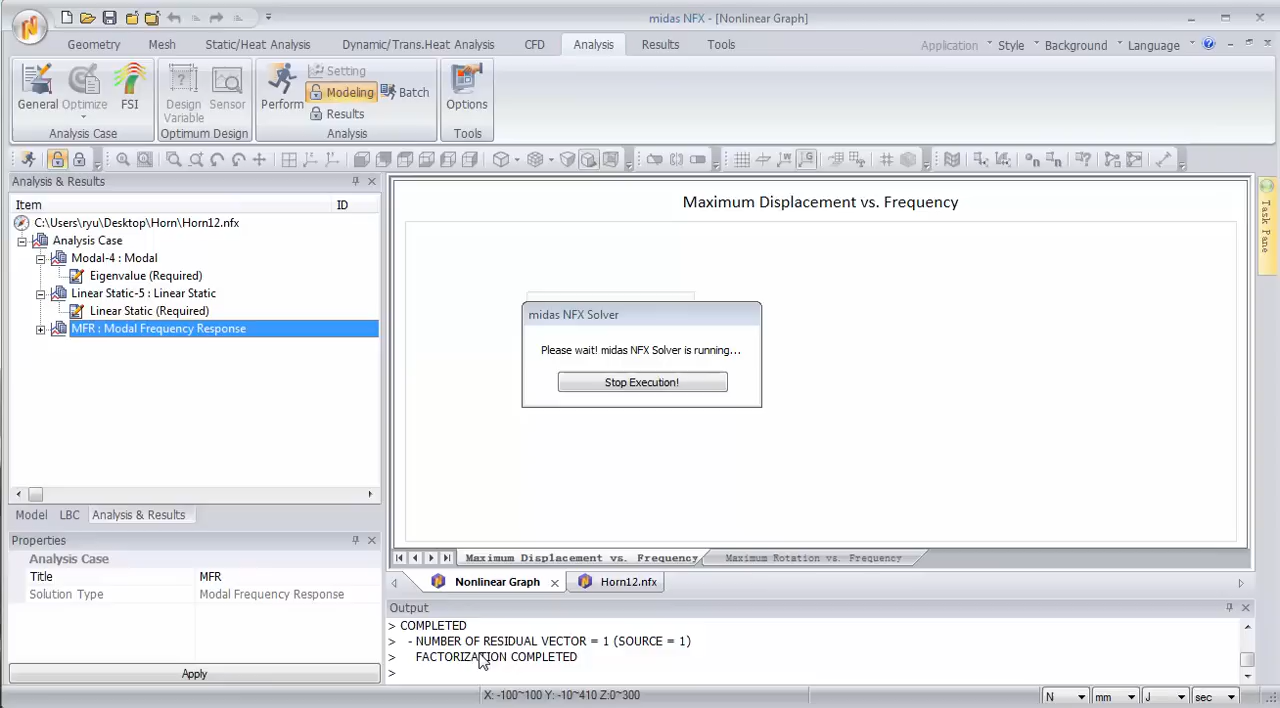 midas NFX - [Nonlinear Graph]
Geometry Mesh Static/Heat Analysis Dynamic/Trans.Heat Analysis CFD Analysis Results Tools Application Style Background Language
General Optimize FSI
Analysis Case
Design Variable Sensor
Optimum Design
Perform Setting
Modeling Batch
Results
Analysis
Options
Tools
Analysis & Results
Item ID
C:\Users\ryu\Desktop\Horn\Horn12.nfx
Analysis Case
Modal-4 : Modal
Eigenvalue (Required)
Linear Static-5 : Linear Static
Linear Static (Required)
MFR : Modal Frequency Response
Model LBC Analysis & Results
Properties
Analysis Case
Title MFR
Solution Type Modal Frequency Response
Apply
Maximum Displacement vs. Frequency
midas NFX Solver
Please wait! midas NFX Solver is running...
Stop Execution!
Maximum Displacement vs. Frequency Maximum Rotation vs. Frequency
Nonlinear Graph Horn12.nfx
Output
> COMPLETED
> - NUMBER OF RESIDUAL VECTOR = 1 (SOURCE = 1)
> FACTORIZATION COMPLETED
>
X: -100~100 Y: -10~410 Z:0~300
N mm J sec
Task Pane